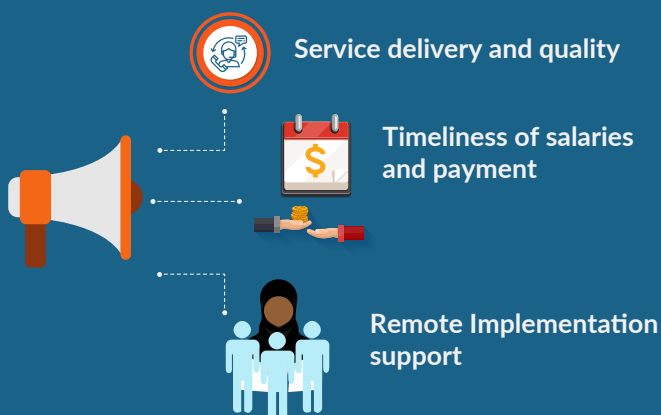 Service delivery and quality
$
Timeliness of salaries
and payment
Remote Implementation
support